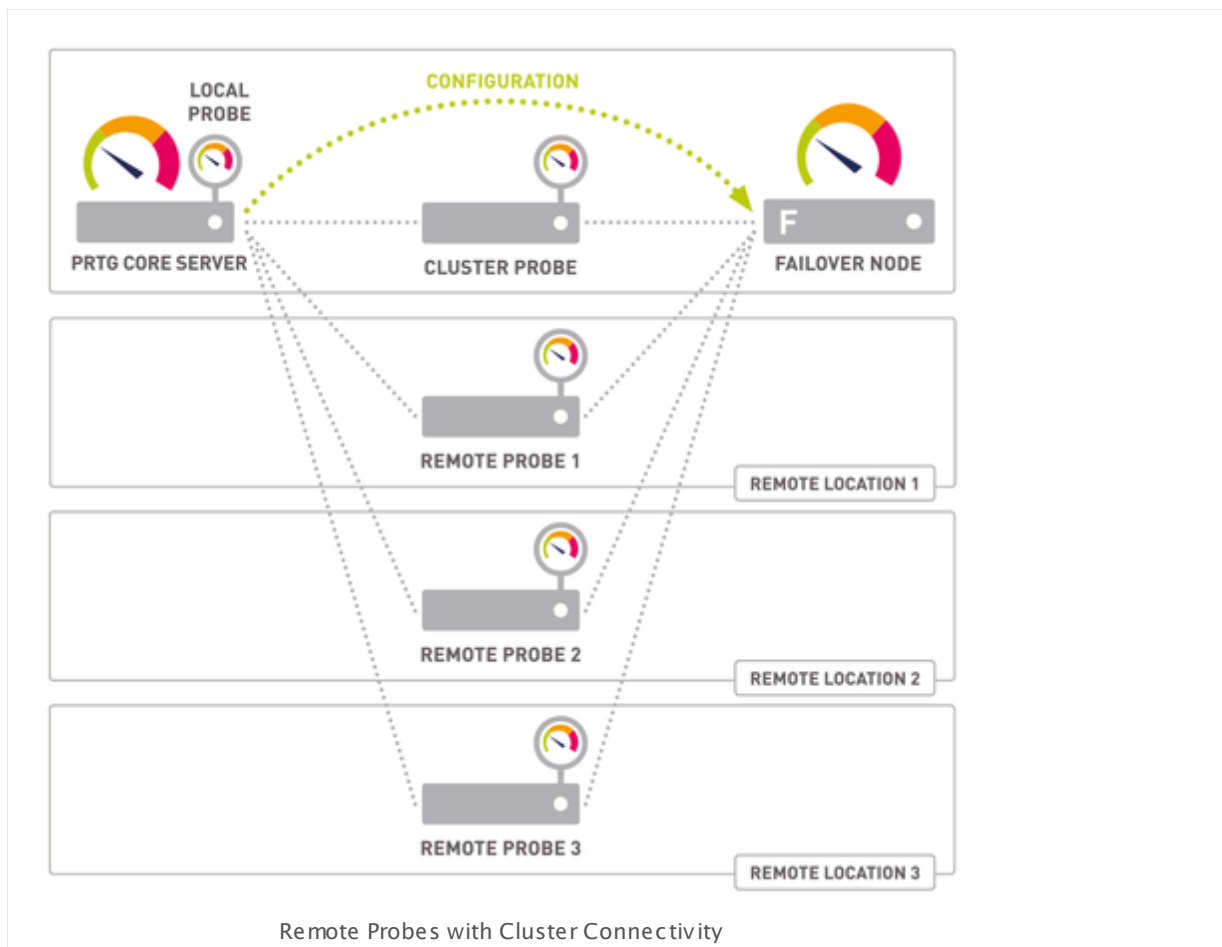 LOCAL
PROBE
CONFIGURATION
F
PRTG CORE SERVER
CLUSTER PROBE
FAILOVER NODE
REMOTE PROBE 1
REMOTE LOCATION 1
REMOTE PROBE 2
REMOTE LOCATION 2
REMOTE PROBE 3
REMOTE LOCATION 3
Remote Probes with Cluster Connectivity